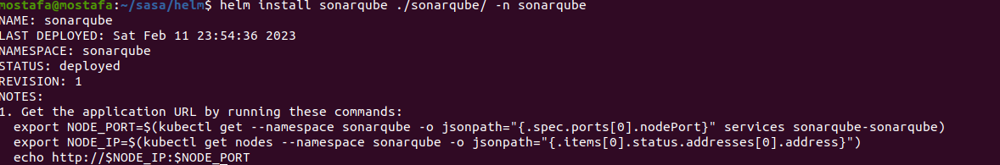 mostafa@mostafa:~/sasa/helm$ helm install sonarqube ./sonarqube/ -n sonarqube
NAME: sonarqube
LAST DEPLOYED: Sat Feb 11 23:54:36 2023
NAMESPACE: sonarqube
STATUS: deployed
REVISION: 1
NOTES:
1. Get the application URL by running these commands:
  export NODE_PORT=$(kubectl get --namespace sonarqube -o jsonpath="{.spec.ports[0].nodePort}" services sonarqube-sonarqube)
  export NODE_IP=$(kubectl get nodes --namespace sonarqube -o jsonpath="{.items[0].status.addresses[0].address}")
  echo http://$NODE_IP:$NODE_PORT